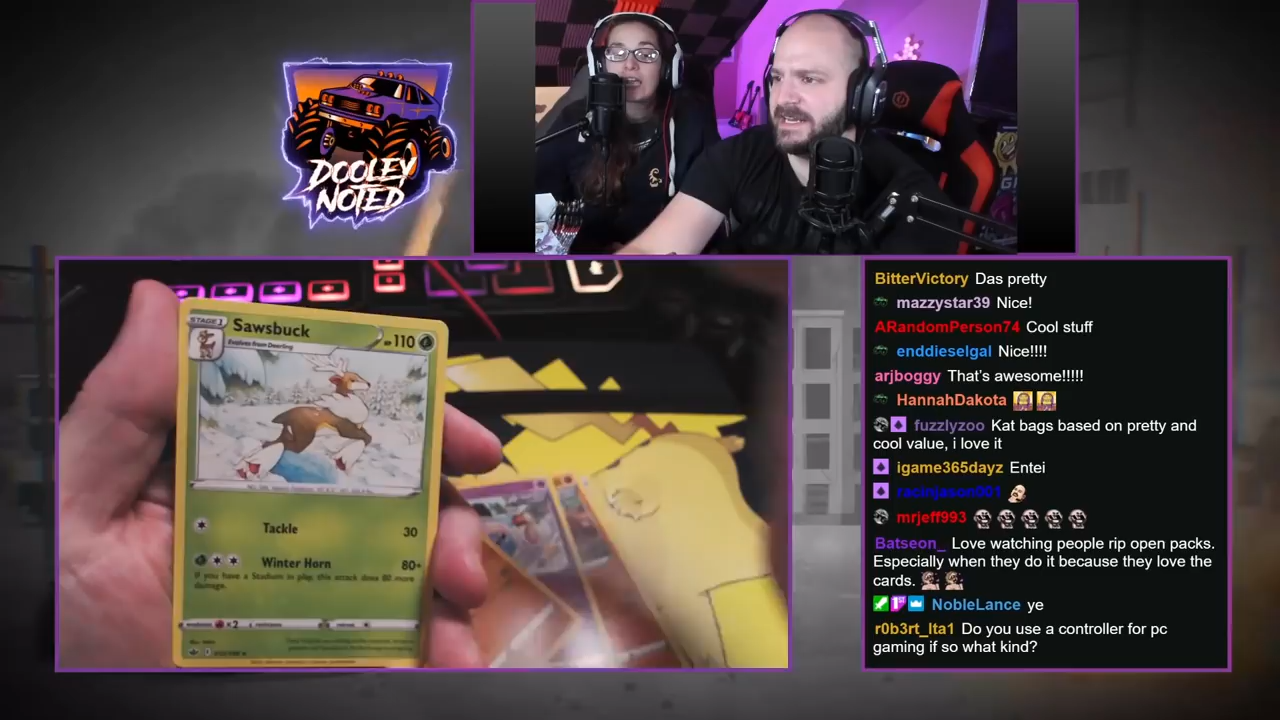 DOOLEY
NOTED
STAGE 1
Sawsbuck
HP 110
Evolves from Deerling
Tackle 30
Winter Horn 80+
If you have a Stadium in play, this attack does 80 more
damage.
weakness ×2
BitterVictory Das pretty
mazzystar39 Nice!
ARandomPerson74 Cool stuff
enddieselgal Nice!!!!
arjboggy That's awesome!!!!!
HannahDakota
fuzzlyzoo Kat bags based on pretty and
cool value, i love it
igame365dayz Entei
racinjason001
mrjeff993
Batseon_ Love watching people rip open packs.
Especially when they do it because they love the
cards.
NobleLance ye
r0b3rt_lta1 Do you use a controller for pc
gaming if so what kind?